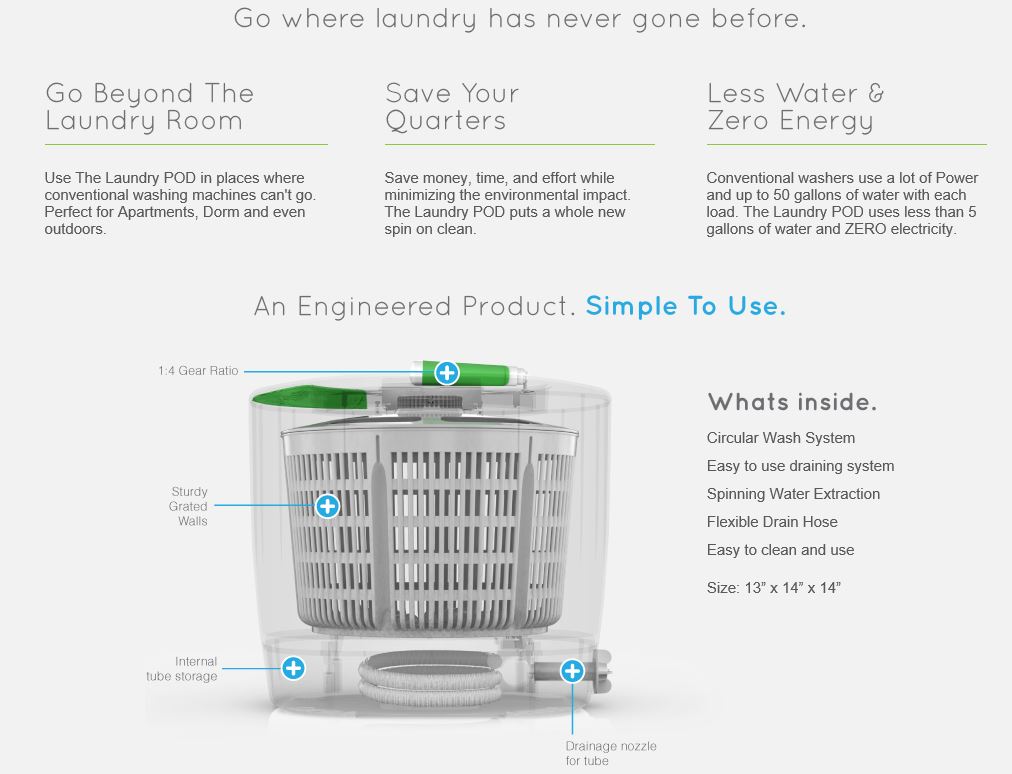 Go where laundry has never gone before.
Go Beyond The
Laundry Room
Use The Laundry POD in places where
conventional washing machines can't go.
Perfect for Apartments, Dorm and even
outdoors.
Save Your
Quarters
Save money, time, and effort while
minimizing the environmental impact.
The Laundry POD puts a whole new
spin on clean.
Less Water &
Zero Energy
Conventional washers use a lot of Power
and up to 50 gallons of water with each
load. The Laundry POD uses less than 5
gallons of water and ZERO electricity.
An Engineered Product. Simple To Use.
1:4 Gear Ratio
Sturdy
Grated
Walls
Internal
tube storage
Drainage nozzle
for tube
Whats inside.
Circular Wash System
Easy to use draining system
Spinning Water Extraction
Flexible Drain Hose
Easy to clean and use
Size: 13” x 14” x 14”